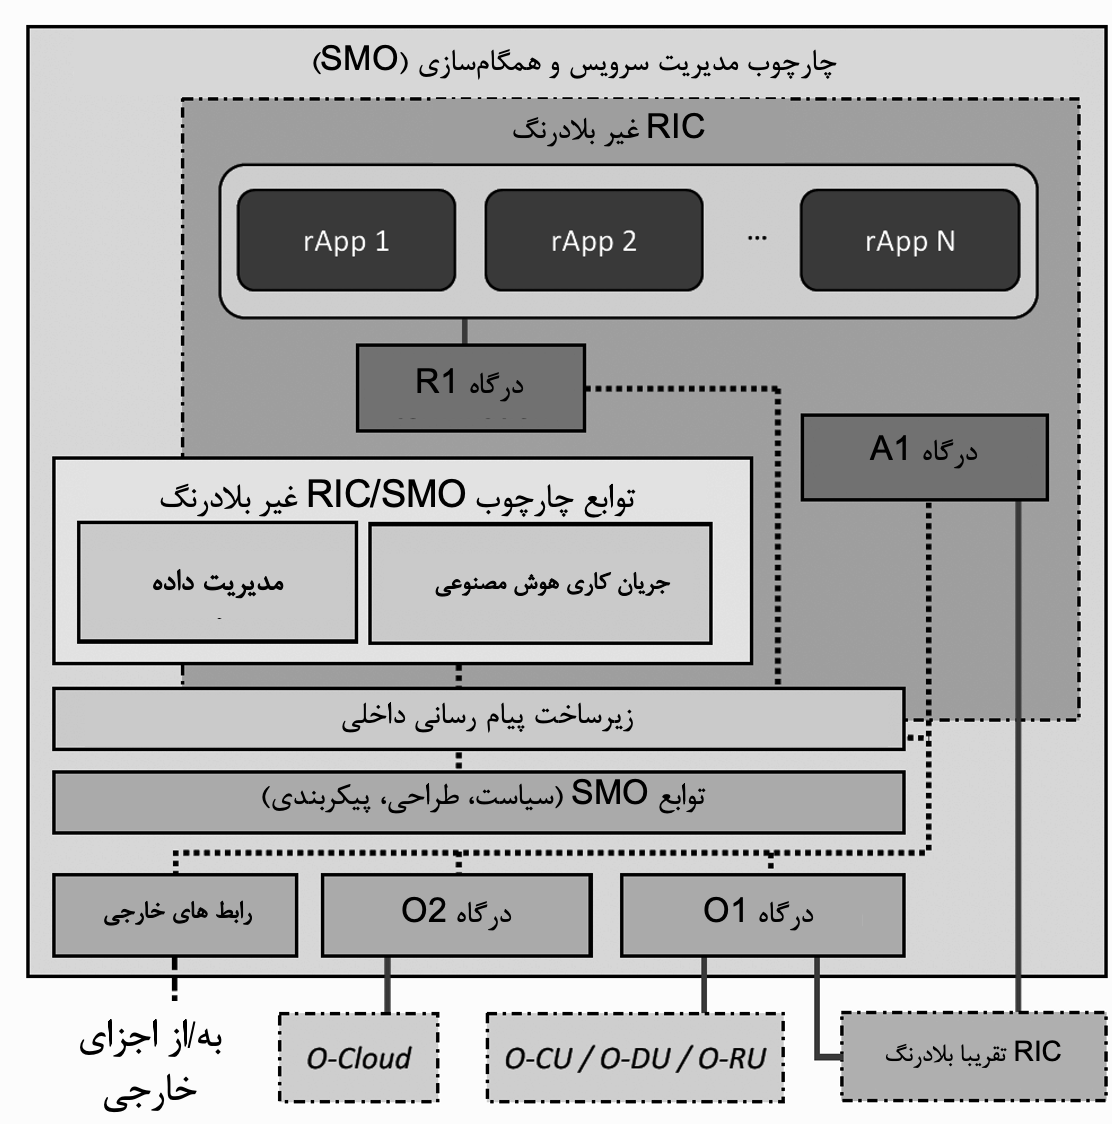 چارچوب مدیریت سرویس و همگام‌سازی (SMO)
RIC غیر بلادرنگ
rApp 1
rApp 2
...
rApp N
درگاه R1
درگاه A1
توابع چارچوب RIC/SMO غیر بلادرنگ
مدیریت داده
جریان کاری هوش مصنوعی
زیرساخت پیام رسانی داخلی
توابع SMO (سیاست، طراحی، پیکربندی)
رابط های خارجی
درگاه O2
درگاه O1
به/از اجزای
خارجی
O-Cloud
O-CU / O-DU / O-RU
RIC تقریبا بلادرنگ